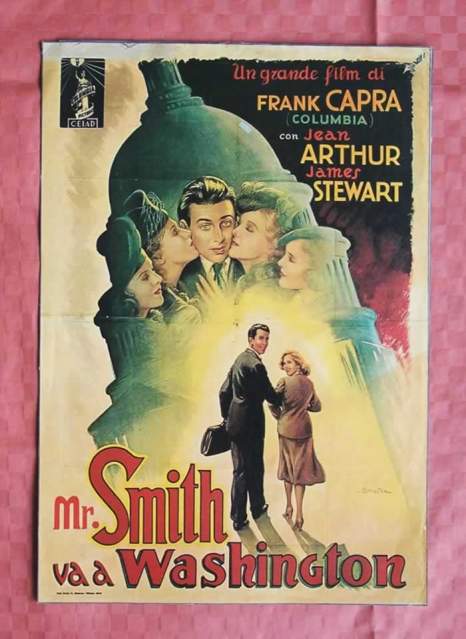 CEIAD
Un grande film di
FRANK CAPRA
(COLUMBIA)
con Jean
ARTHUR
James
STEWART
Mr. Smith
va a Washington